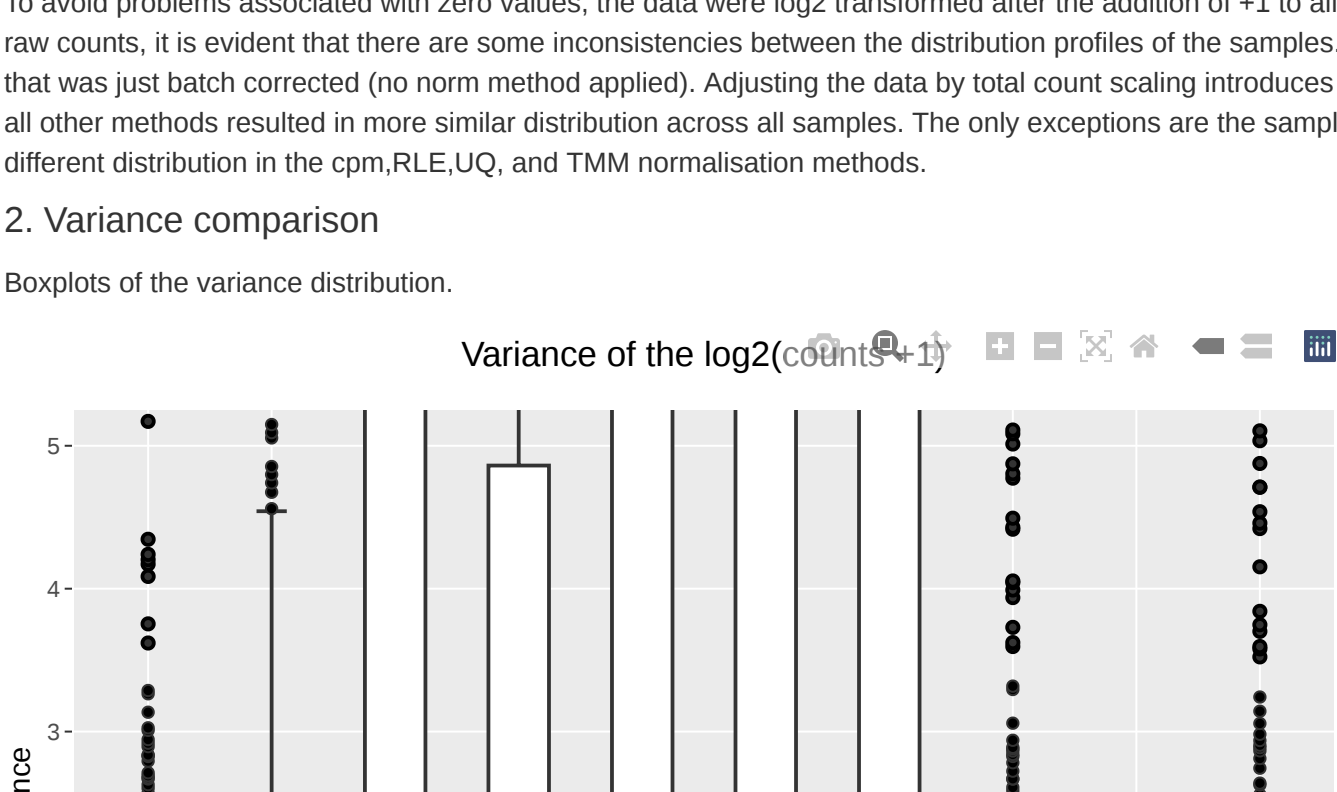 To avoid problems associated with zero values, the data were log2 transformed after the addition of +1 to all
raw counts, it is evident that there are some inconsistencies between the distribution profiles of the samples.
that was just batch corrected (no norm method applied). Adjusting the data by total count scaling introduces
all other methods resulted in more similar distribution across all samples. The only exceptions are the sampl
different distribution in the cpm,RLE,UQ, and TMM normalisation methods.
2. Variance comparison
Boxplots of the variance distribution.
Variance of the log2(counts +1)
5
4
3
nce